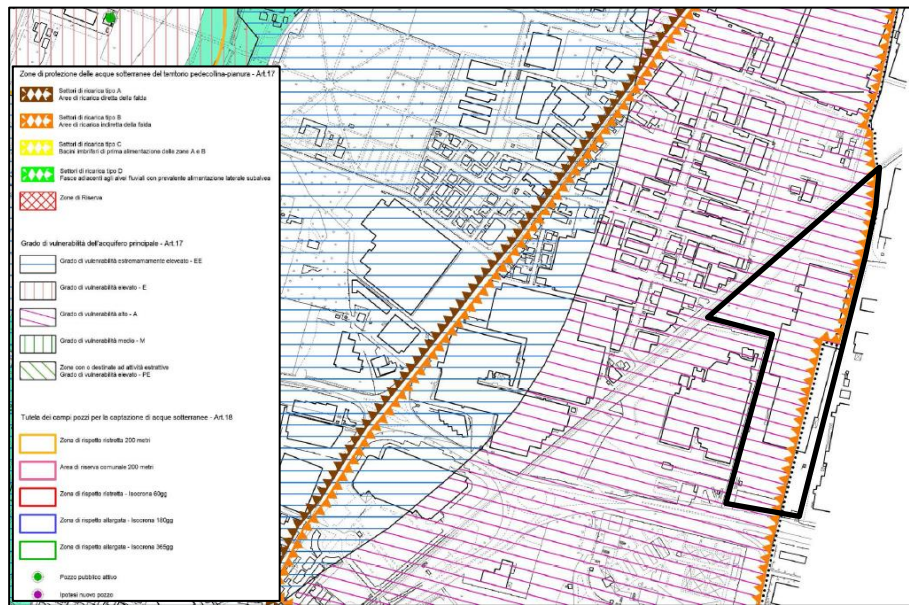 Zone di protezione delle acque sotterranee del territorio pedecollina-pianura - Art.17
Settori di ricarica tipo A
Aree di ricarica diretta della falda
Settori di ricarica tipo B
Aree di ricarica indiretta della falda
Settori di ricarica tipo C
Bacini imbriferi di prima alimentazione delle zone A e B
Settori di ricarica tipo D
Fasce adiacenti agli alvei fluviali con prevalente alimentazione laterale subalvea
Zone di Riserva
Grado di vulnerabilità dell'acquifero principale - Art.17
Grado di vulnerabilità estremamente elevato - EE
Grado di vulnerabilità elevato - E
Grado di vulnerabilità alto - A
Grado di vulnerabilità medio - M
Zone con o destinate ad attività estrattive
Grado di vulnerabilità elevato - PE
Tutela dei campi pozzi per la captazione di acque sotterranee - Art.18
Zona di rispetto ristretta 200 metri
Area di riserva comunale 200 metri
Zona di rispetto ristretta - Isocrona 60gg
Zona di rispetto allargata - Isocrona 180gg
Zona di rispetto allargata - Isocrona 365gg
Pozzo pubblico attivo
Ipotesi nuovo pozzo